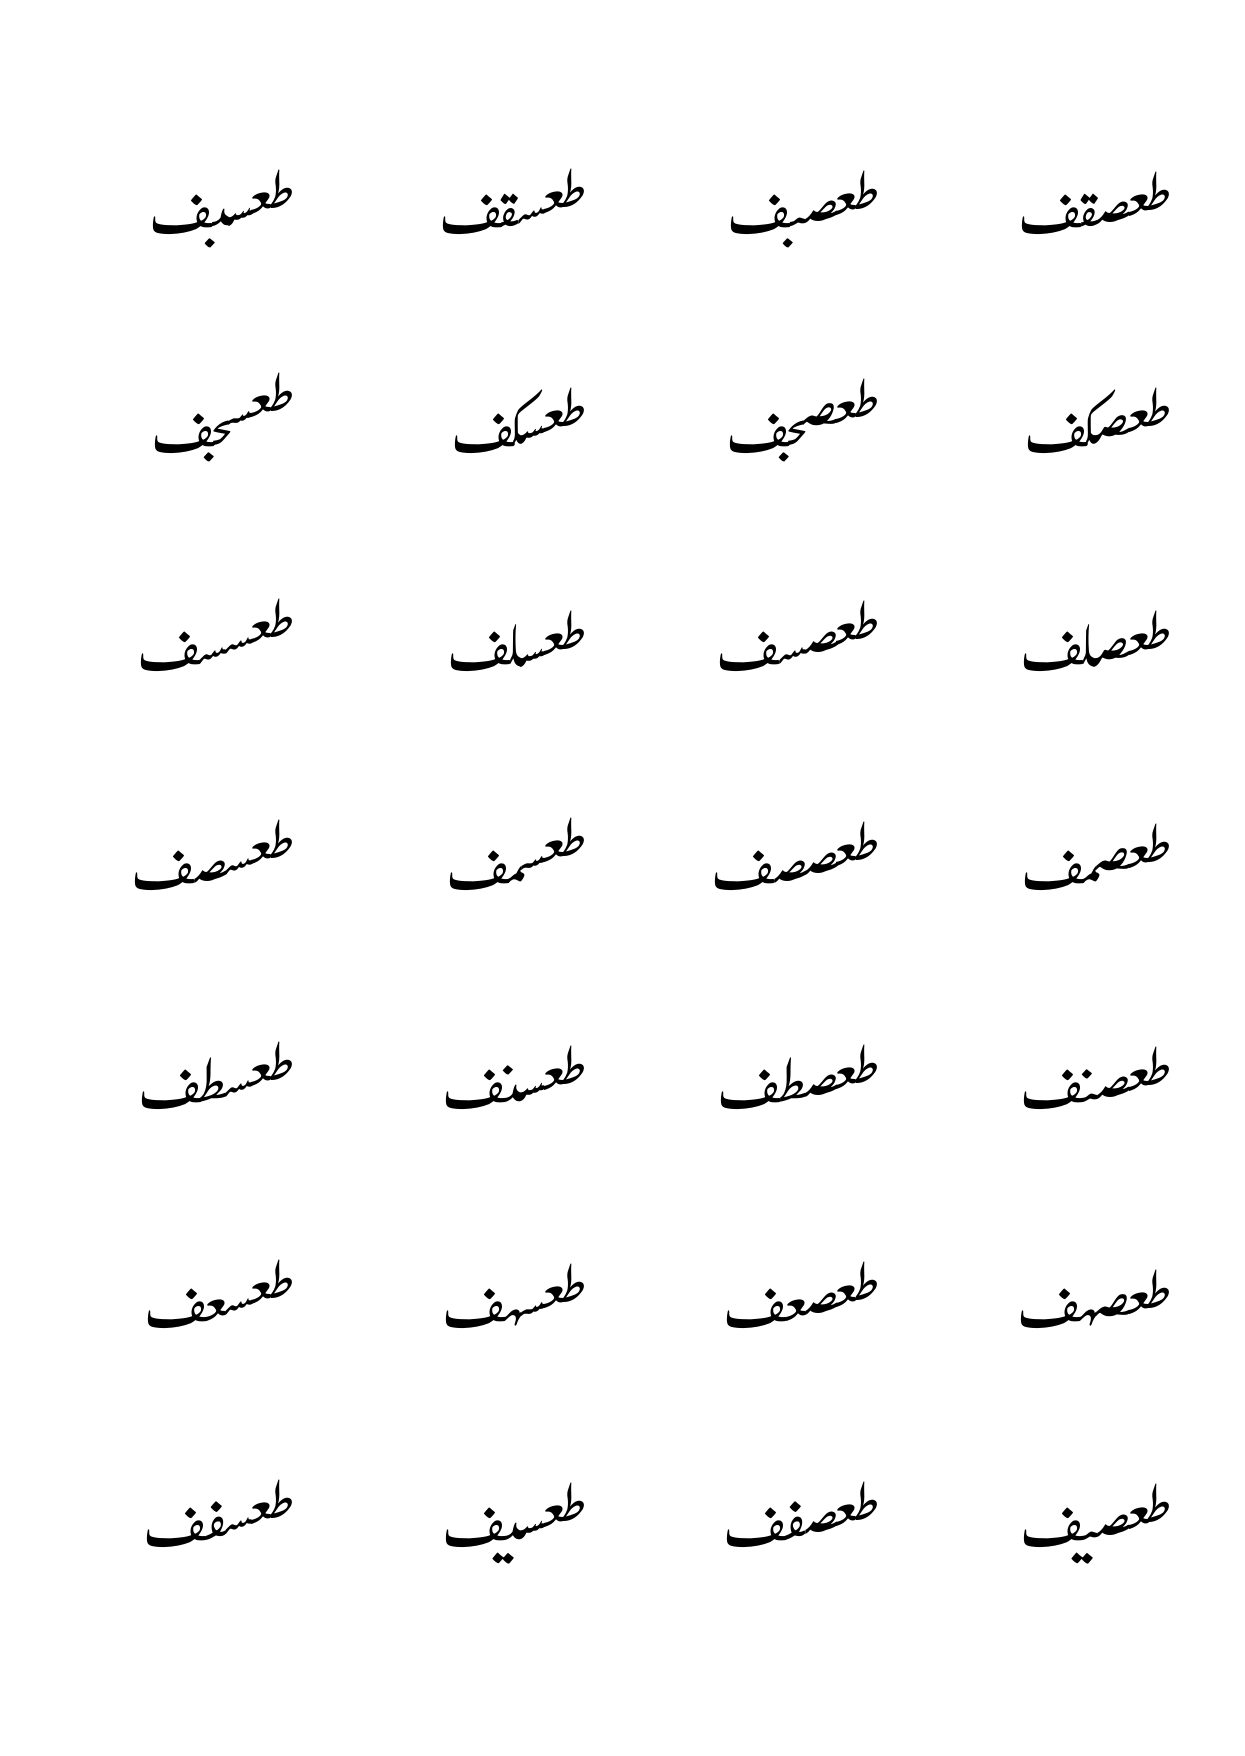 طعصقف طعصبف طعسقف طعسبف
طعصكف طعصجف طعسكف طعسجف
طعصلف طعصسف طعسلف طعسسف
طعصمف طعصصف طعسمف طعسصف
طعصنف طعصطف طعسنف طعسطف
طعصهف طعصعف طعسهف طعسعف
طعصيف طعصفف طعسيف طعسفف